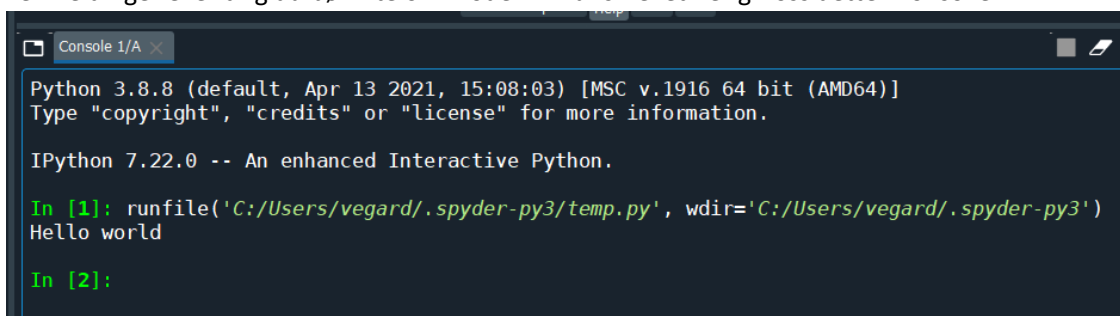 Console 1/A
Python 3.8.8 (default, Apr 13 2021, 15:08:03) [MSC v.1916 64 bit (AMD64)]
Type "copyright", "credits" or "license" for more information.
IPython 7.22.0 -- An enhanced Interactive Python.
In [1]: runfile('C:/Users/vegard/.spyder-py3/temp.py', wdir='C:/Users/vegard/.spyder-py3')
Hello world
In [2]: